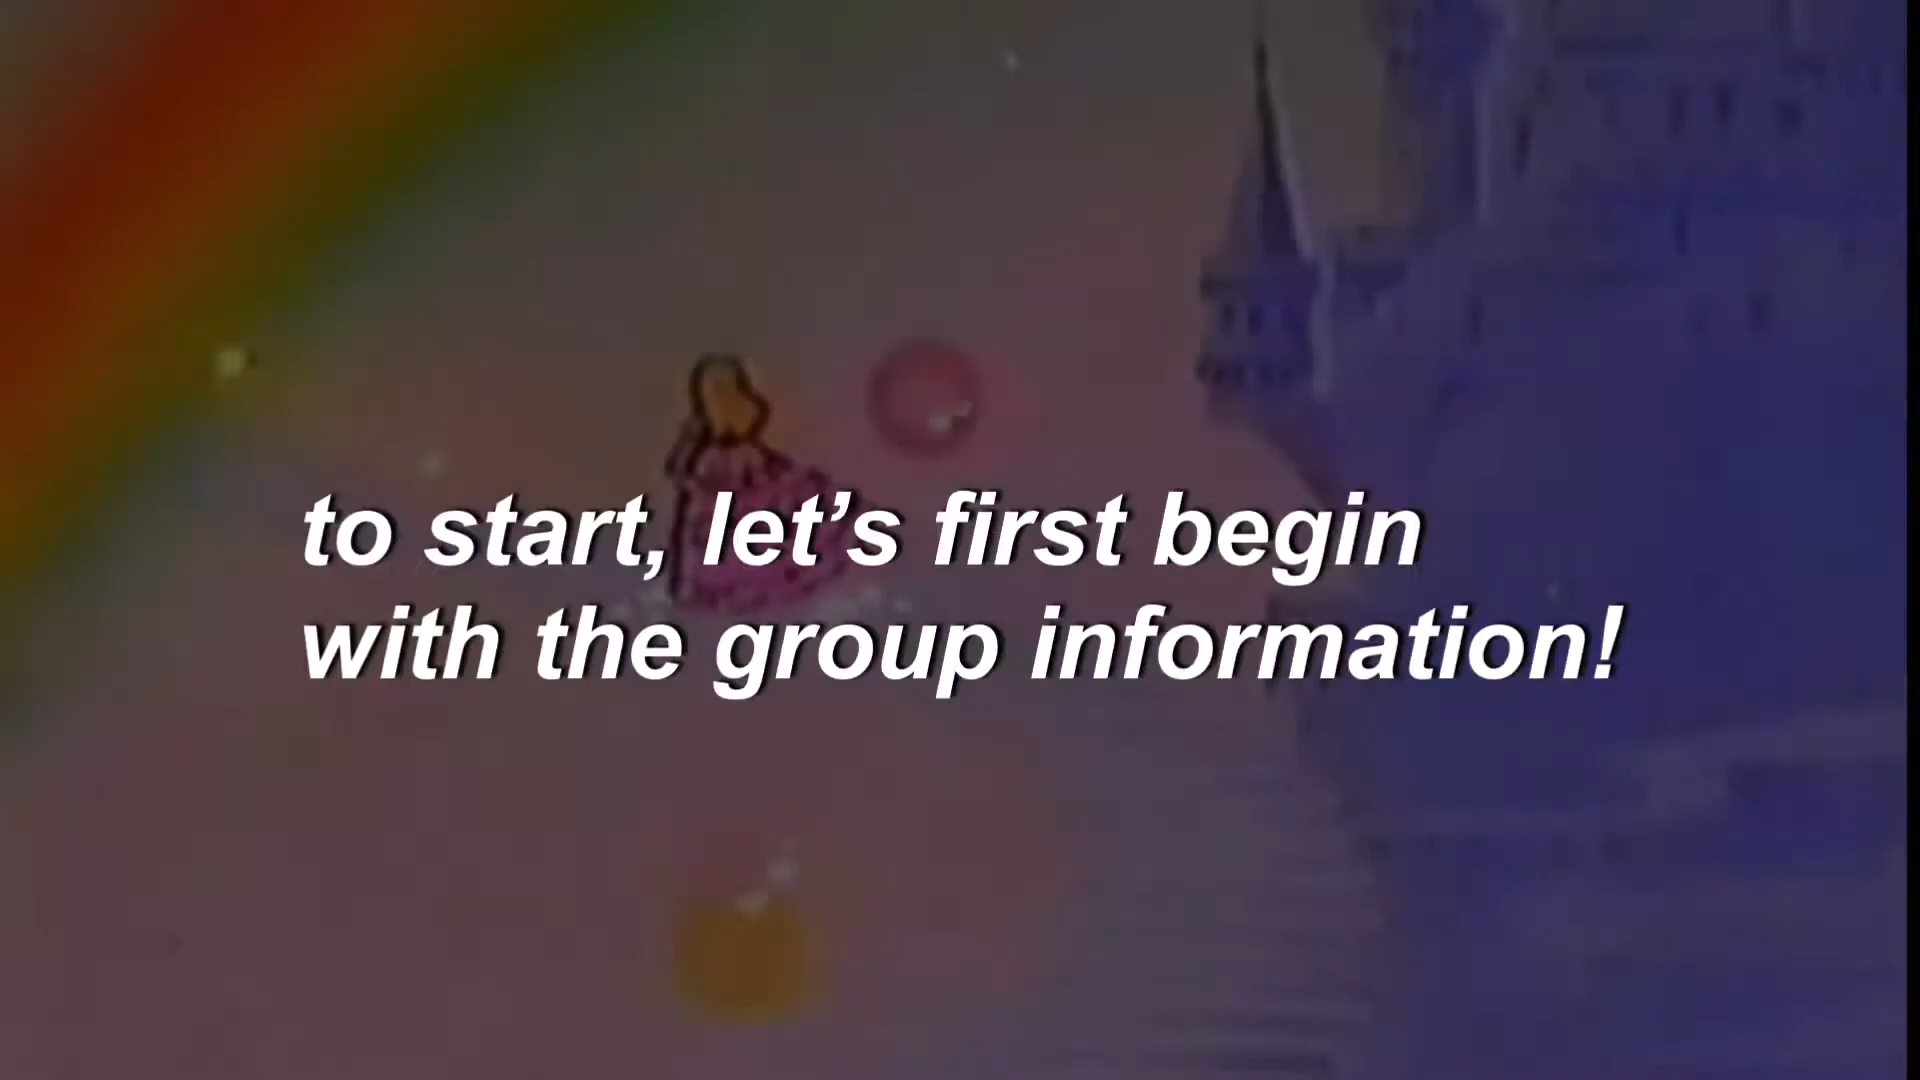 to start, let’s first begin
with the group information!